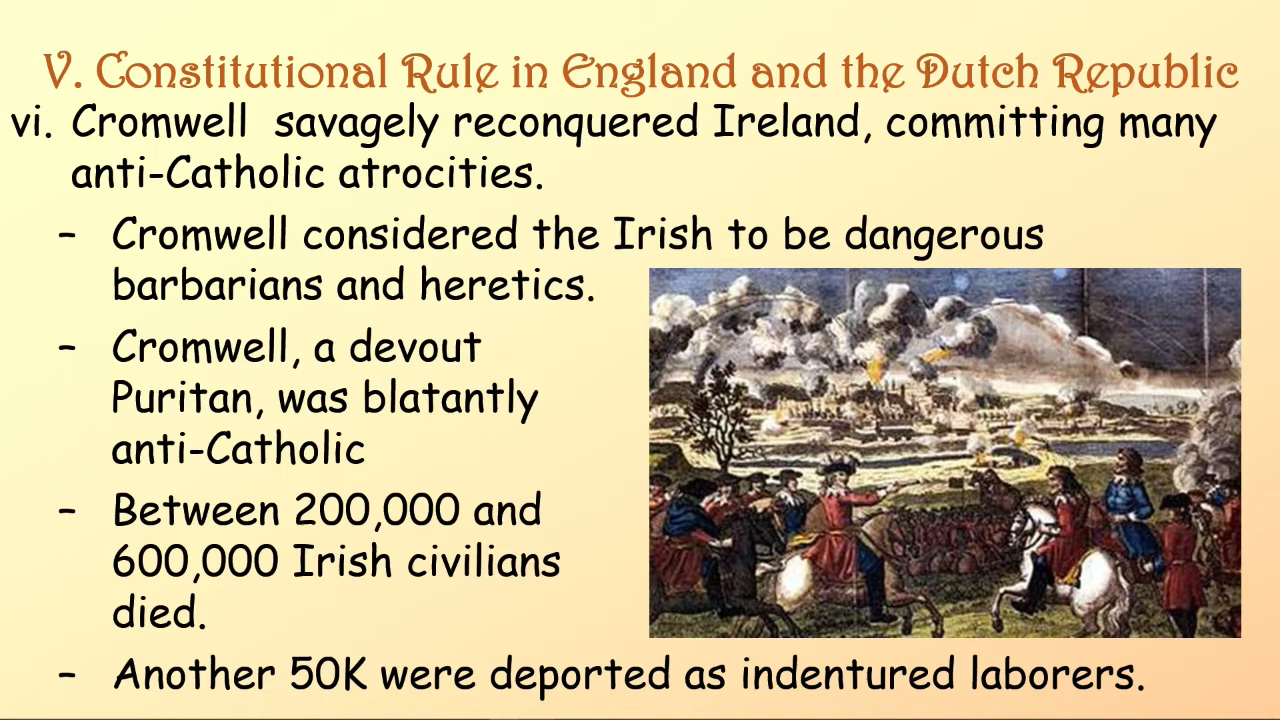 V. Constitutional Rule in England and the Dutch Republic
vi. Cromwell  savagely reconquered Ireland, committing many
anti-Catholic atrocities.
– Cromwell considered the Irish to be dangerous
barbarians and heretics.
– Cromwell, a devout
Puritan, was blatantly
anti-Catholic
– Between 200,000 and
600,000 Irish civilians
died.
– Another 50K were deported as indentured laborers.